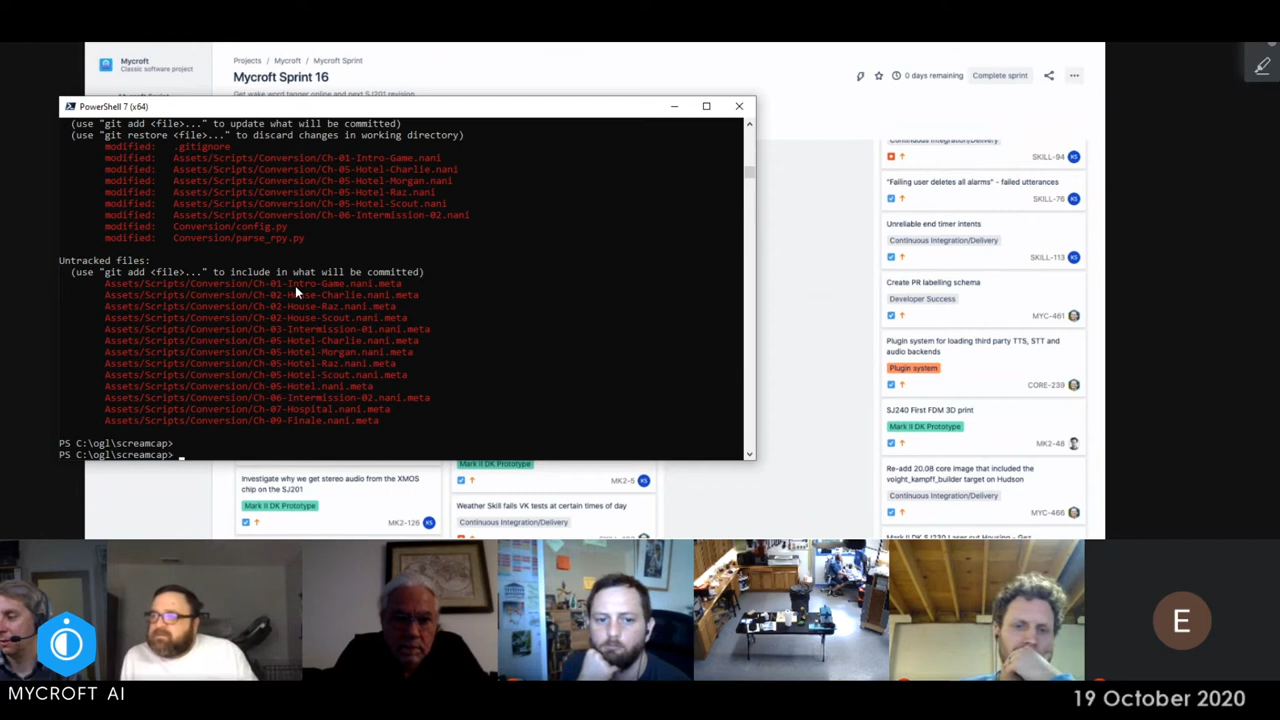 Mycroft
Classic software project
Projects / Mycroft / Mycroft Sprint
Mycroft Sprint 16
0 days remaining
Complete sprint
PowerShell 7 (x64)
(use "git add <file>..." to update what will be committed)
(use "git restore <file>..." to discard changes in working directory)
modified: .gitignore
modified: Assets/Scripts/Conversion/Ch-01-Intro-Game.nani
modified: Assets/Scripts/Conversion/Ch-05-Hotel-Charlie.nani
modified: Assets/Scripts/Conversion/Ch-05-Hotel-Morgan.nani
modified: Assets/Scripts/Conversion/Ch-05-Hotel-Raz.nani
modified: Assets/Scripts/Conversion/Ch-05-Hotel-Scout.nani
modified: Assets/Scripts/Conversion/Ch-06-Intermission-02.nani
modified: Conversion/config.py
modified: Conversion/parse_rpy.py
Untracked files:
(use "git add <file>..." to include in what will be committed)
Assets/Scripts/Conversion/Ch-01-Intro-Game.nani.meta
Assets/Scripts/Conversion/Ch-02-House-Charlie.nani.meta
Assets/Scripts/Conversion/Ch-02-House-Raz.nani.meta
Assets/Scripts/Conversion/Ch-02-House-Scout.nani.meta
Assets/Scripts/Conversion/Ch-03-Intermission-01.nani.meta
Assets/Scripts/Conversion/Ch-05-Hotel-Charlie.nani.meta
Assets/Scripts/Conversion/Ch-05-Hotel-Morgan.nani.meta
Assets/Scripts/Conversion/Ch-05-Hotel-Raz.nani.meta
Assets/Scripts/Conversion/Ch-05-Hotel-Scout.nani.meta
Assets/Scripts/Conversion/Ch-05-Hotel.nani.meta
Assets/Scripts/Conversion/Ch-06-Intermission-02.nani.meta
Assets/Scripts/Conversion/Ch-07-Hospital.nani.meta
Assets/Scripts/Conversion/Ch-09-Finale.nani.meta
PS C:\ogl\screamcap>
PS C:\ogl\screamcap>
Investigate why we get stereo audio from the XMOS
chip on the SJ201
Mark II DK Prototype
MK2-126 KS
Mark II DK Prototype
MK2-5 KS
Weather Skill fails VK tests at certain times of day
Continuous Integration/Delivery
Continuous Integration/Delivery
SKILL-94 KS
"Failing user deletes all alarms" - failed utterances
SKILL-76 KS
Unreliable end timer intents
Continuous Integration/Delivery
SKILL-113 KS
Create PR labelling schema
Developer Success
MYC-461
Plugin system for loading third party TTS, STT and
audio backends
Plugin system
CORE-239
SJ240 First FDM 3D print
Mark II DK Prototype
MK2-48
Re-add 20.08 core image that included the
voight_kampff_builder target on Hudson
Continuous Integration/Delivery
MYC-466
E
MYCROFT AI
19 October 2020